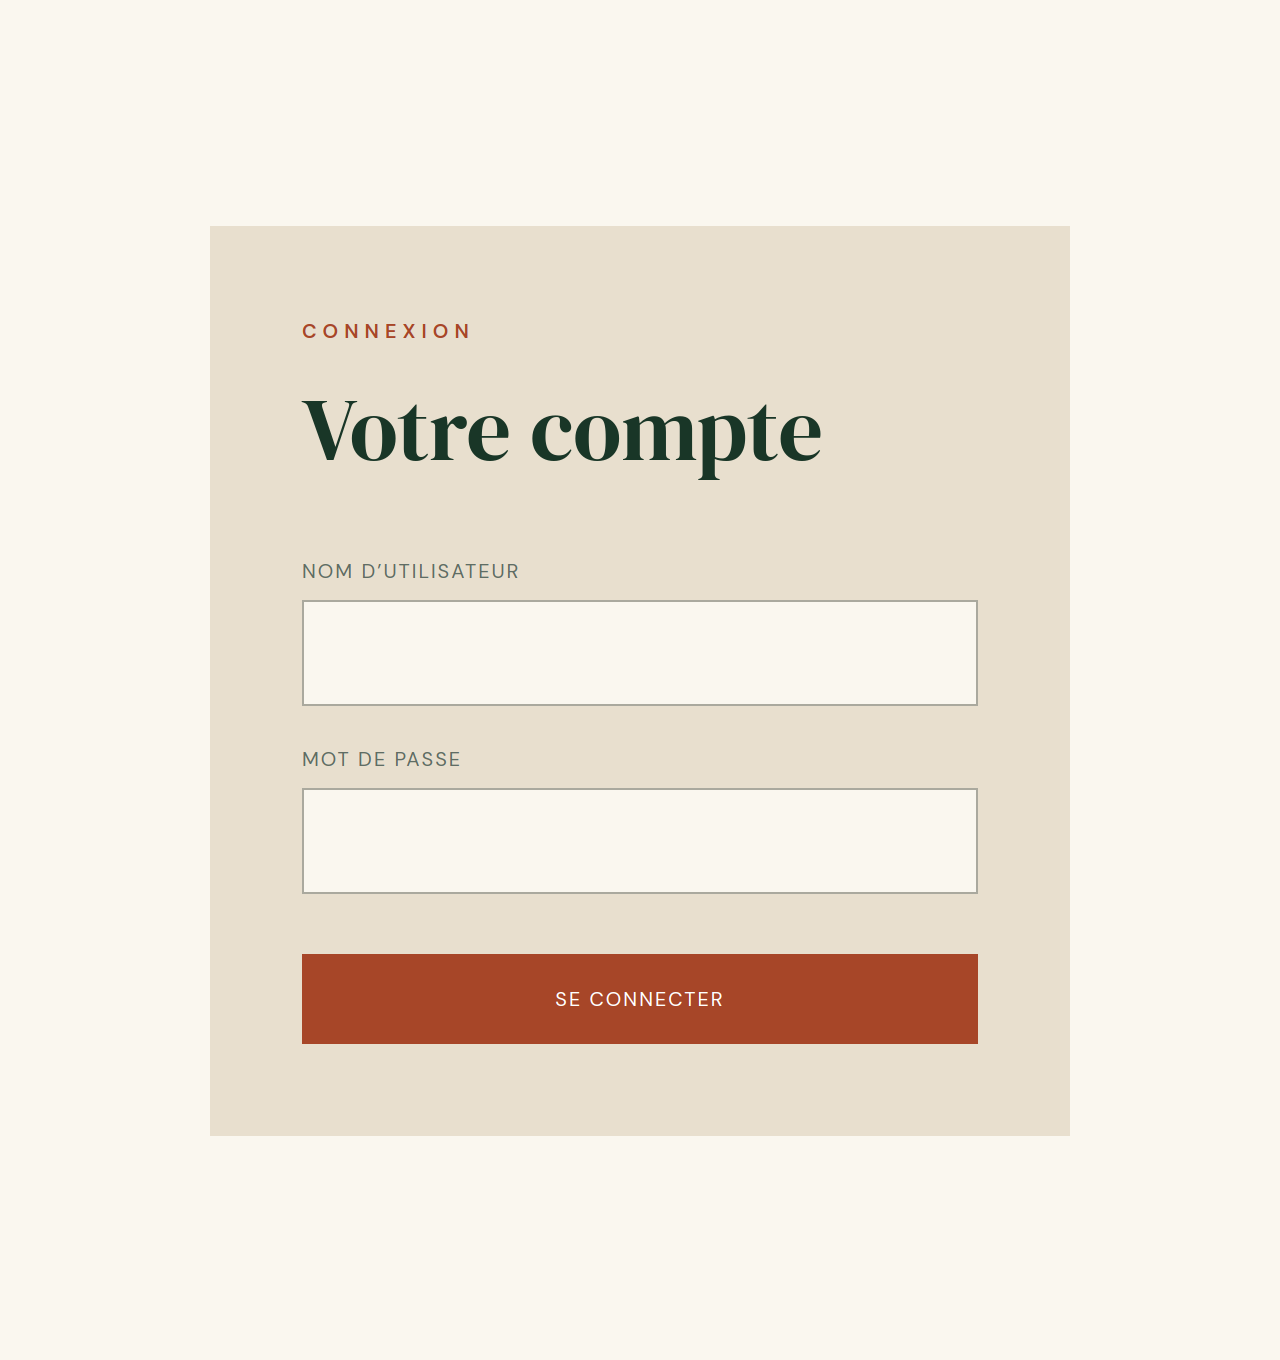 CONNEXION
Votre compte
NOM D’UTILISATEUR
MOT DE PASSE
SE CONNECTER